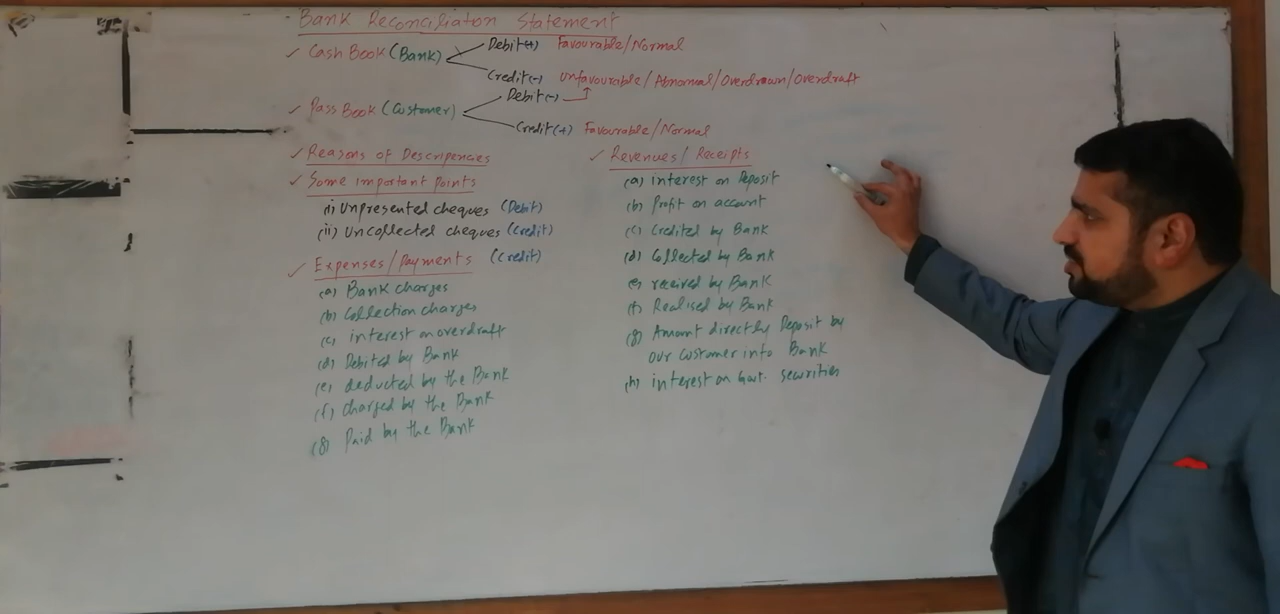 Bank Reconciliation Statement
✓ Cash Book (Bank)
Debit(+) Favourable/Normal
Credit(-) unfavourable/Abnormal/Overdrawn/Overdraft
✓ Pass Book (Customer)
Debit(-)
Credit(+) Favourable/Normal
✓ Reasons of Descripencies
✓ Some important Points
(i) Unpresented cheques (Debit)
(ii) Uncollected cheques (Credit)
✓ Expenses/Payments (Credit)
(a) Bank charges
(b) Collection charges
(c) interest on overdraft
(d) Debited by Bank
(e) deducted by the Bank
(f) charged by the Bank
(g) Paid by the Bank
✓ Revenues/Receipts
(a) interest on Deposit
(b) Profit on account
(c) Credited by Bank
(d) Collected by Bank
(e) received by Bank
(f) Realised by Bank
(g) Amount directly Deposit by
our customer into Bank
(h) interest on Govt. securities